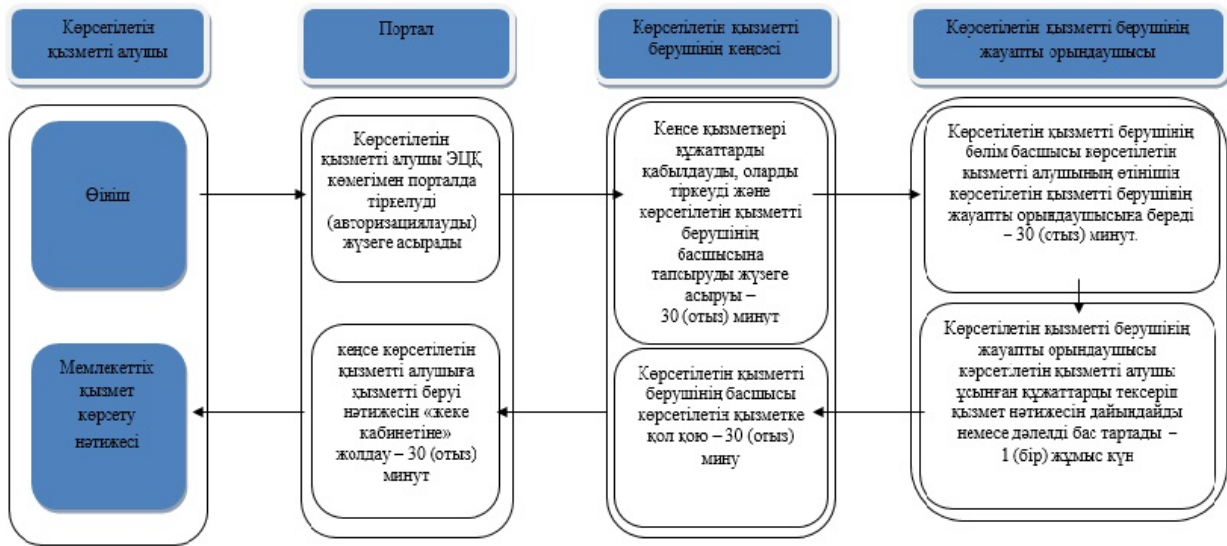 Көрсетілетін
қызметті алушы
Портал
Көрсетілетін қызметті
берушінің кеңсесі
Көрсетілетін қызметті берушінің
жауапты орындаушысы
Өініш
Көрсетілетін
қызметті алушы ЭЦҚ
көмегімен порталда
тіркелуді
(авторизациялауды)
жүзеге асырады
Кеңсе қызметкері
құжаттарды
қабылдауды, оларды
тіркеуді және
көрсетілетін қызметті
берушінің
басшысына
тапсыруды жүзеге
асыруы –
30 (отыз) минут
Көрсетілетін қызметті берушінің
бөлім басшысы көрсетілетін
қызметті алушының өтінішін
көрсетілетін қызметті берушінің
жауапты орындаушысына береді
– 30 (отыз) минут.
Мемлекеттік
қызмет
көрсету
нәтижесі
кеңсе көрсетілетін
қызметті алушыға
қызметті беруі
нәтижесін «жеке
кабинетіне»
жолдау – 30 (отыз)
минут
Көрсетілетін қызметті
берушінің басшысы
көрсетілетін қызметке
қол қою – 30 (отыз)
мину
Көрсетілетін қызметті берушінің
жауапты орындаушысы
көрсетілетін қызметті алушы
ұсынған құжаттарды тексеріп
қызмет нәтижесін дайындайды
немесе дәлелді бас тартады –
1 (бір) жұмыс күн